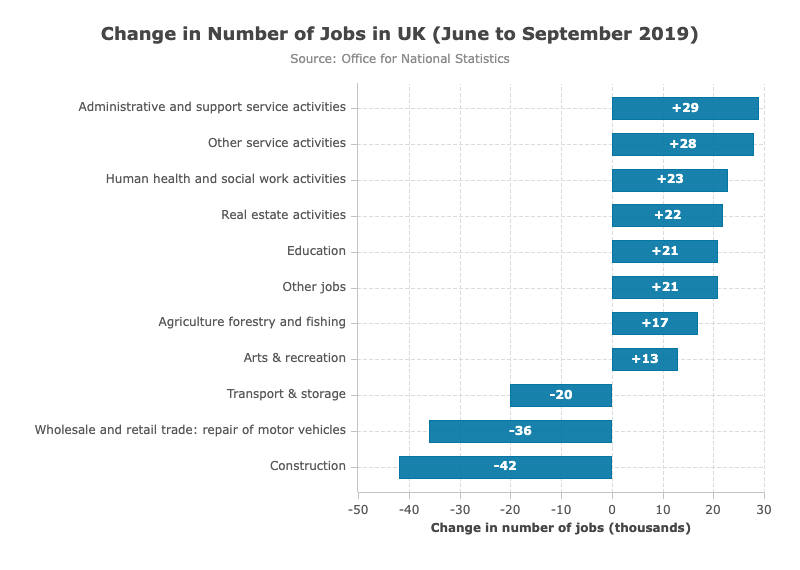 Change in Number of Jobs in UK (June to September 2019)
Source: Office for National Statistics
Administrative and support service activities +29
Other service activities +28
Human health and social work activities +23
Real estate activities +22
Education +21
Other jobs +21
Agriculture forestry and fishing +17
Arts & recreation +13
Transport & storage -20
Wholesale and retail trade: repair of motor vehicles -36
Construction -42
-50 -40 -30 -20 -10 0 10 20 30
Change in number of jobs (thousands)